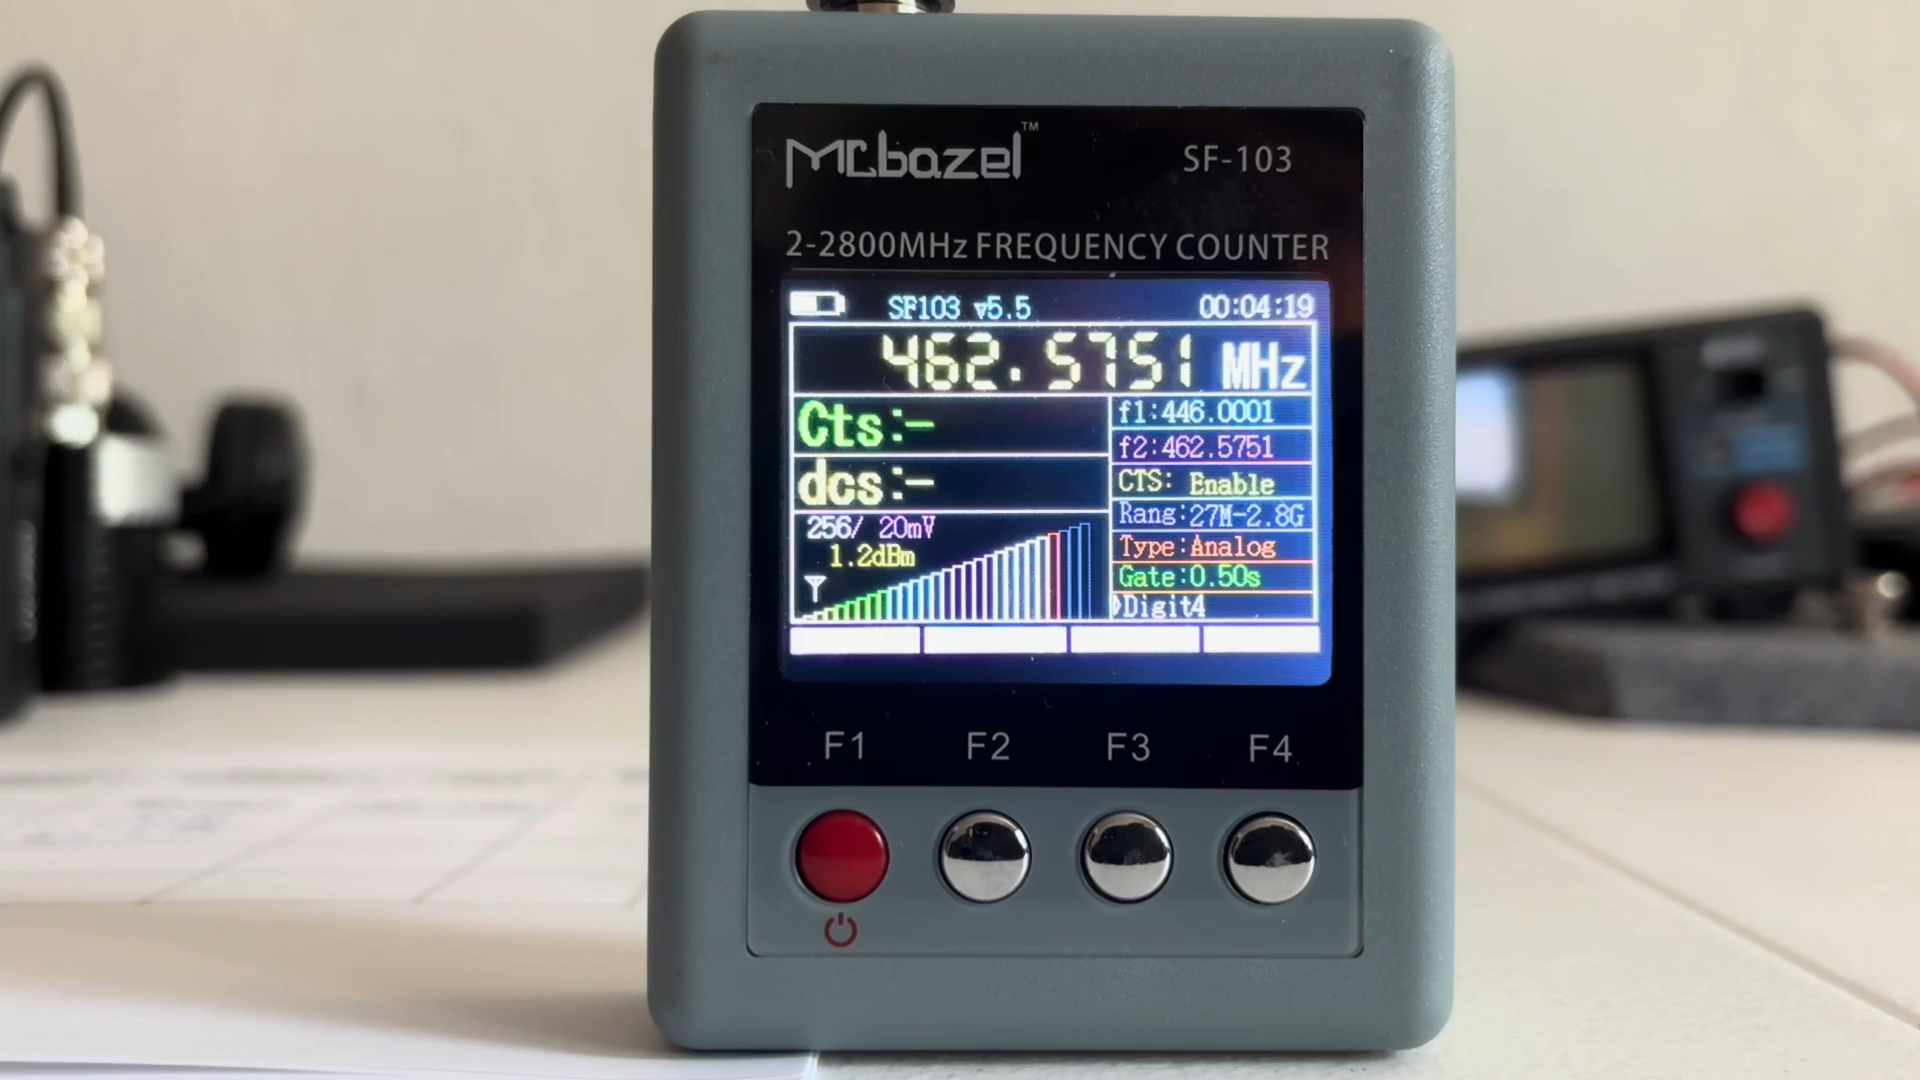 Mcbazel™ SF-103
2-2800MHz FREQUENCY COUNTER
SF103 v5.5 00:04:19
462.5751 MHz
Cts:-
dcs:-
256/ 20mV
1.2dBm
f1:446.0001
f2:462.5751
CTS: Enable
Rang:27M-2.8G
Type:Analog
Gate:0.50s
Digit4
F1 F2 F3 F4